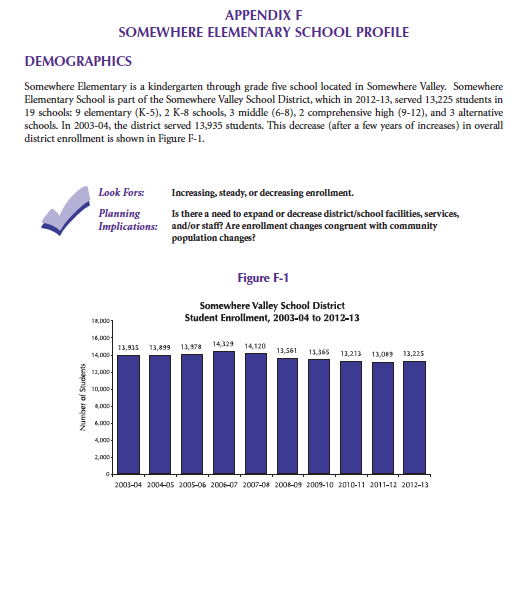 APPENDIX F
SOMEWHERE ELEMENTARY SCHOOL PROFILE
DEMOGRAPHICS
Somewhere Elementary is a kindergarten through grade five school located in Somewhere Valley. Somewhere
Elementary School is part of the Somewhere Valley School District, which in 2012-13, served 13,225 students in
19 schools: 9 elementary (K-5), 2 K-8 schools, 3 middle (6-8), 2 comprehensive high (9-12), and 3 alternative
schools. In 2003-04, the district served 13,935 students. This decrease (after a few years of increases) in overall
district enrollment is shown in Figure F-1.
Look Fors: Increasing, steady, or decreasing enrollment.
Planning Is there a need to expand or decrease district/school facilities, services,
Implications: and/or staff? Are enrollment changes congruent with community
population changes?
Figure F-1
Somewhere Valley School District
Student Enrollment, 2003-04 to 2012-13
Number of Students
18,000
16,000
14,000
12,000
10,000
8,000
6,000
4,000
2,000
0
13,935 13,899 13,978 14,329 14,120 13,561 13,365 13,213 13,089 13,225
2003-04 2004-05 2005-06 2006-07 2007-08 2008-09 2009-10 2010-11 2011-12 2012-13